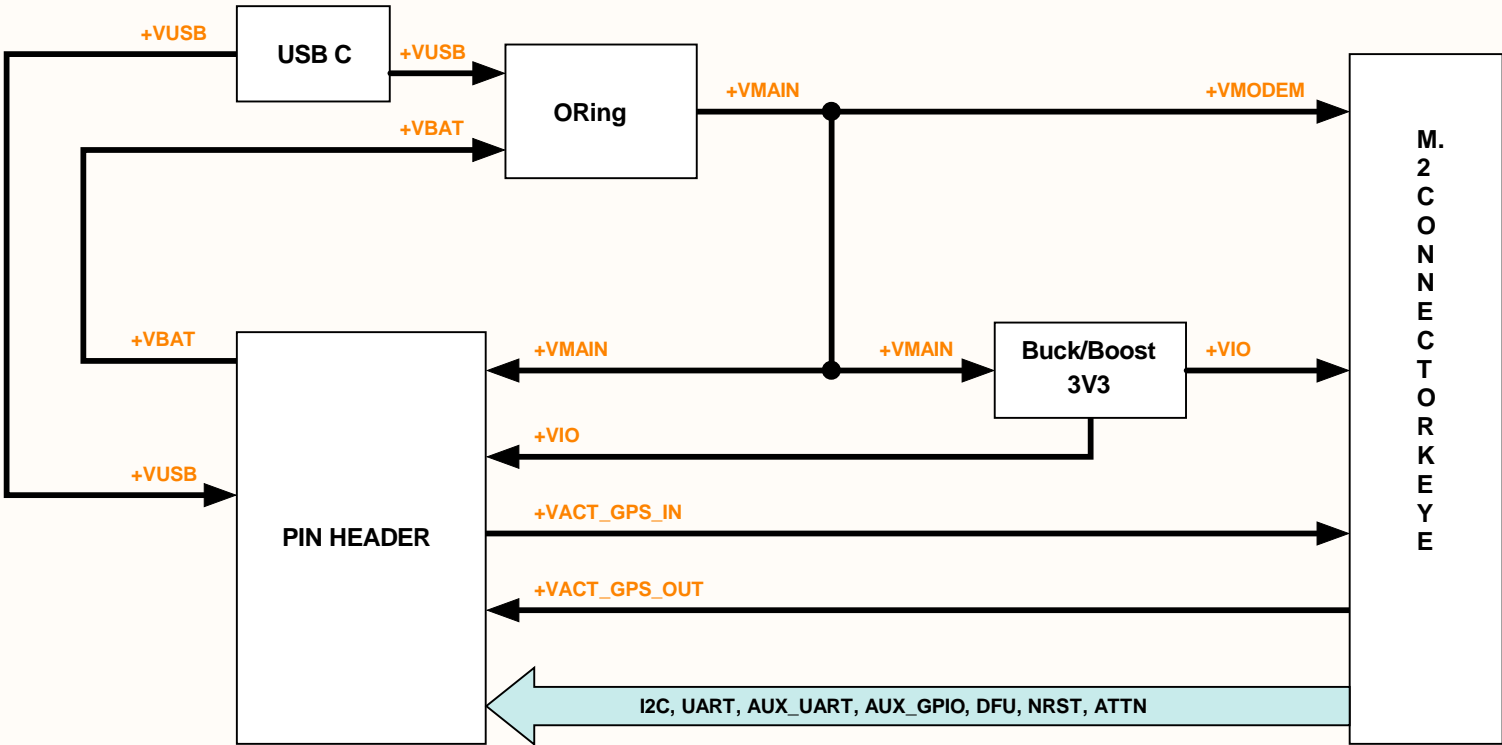 +VUSB
USB C
+VUSB
+VBAT
ORing
+VMAIN
+VMODEM
M.
2
C
O
N
N
E
C
T
O
R
K
E
Y
E
+VBAT
+VMAIN
+VMAIN
Buck/Boost
3V3
+VIO
+VIO
+VUSB
PIN HEADER
+VACT_GPS_IN
+VACT_GPS_OUT
I2C, UART, AUX_UART, AUX_GPIO, DFU, NRST, ATTN